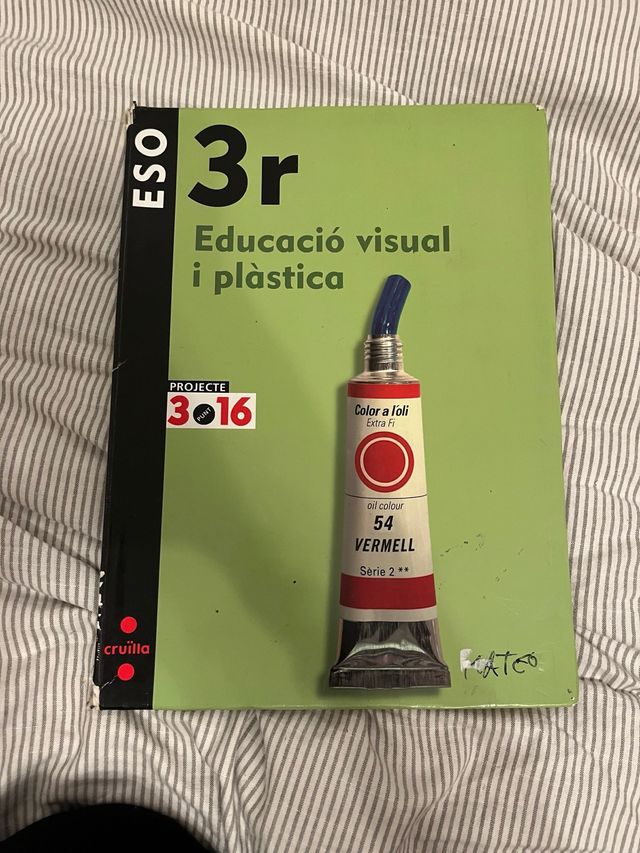 ESO
3r
Educació visual
i plàstica
PROJECTE
3 PUNT 16
Color a l'oli
Extra Fi
oil colour
54
VERMELL
Sèrie 2 **
cruïlla
MATEO